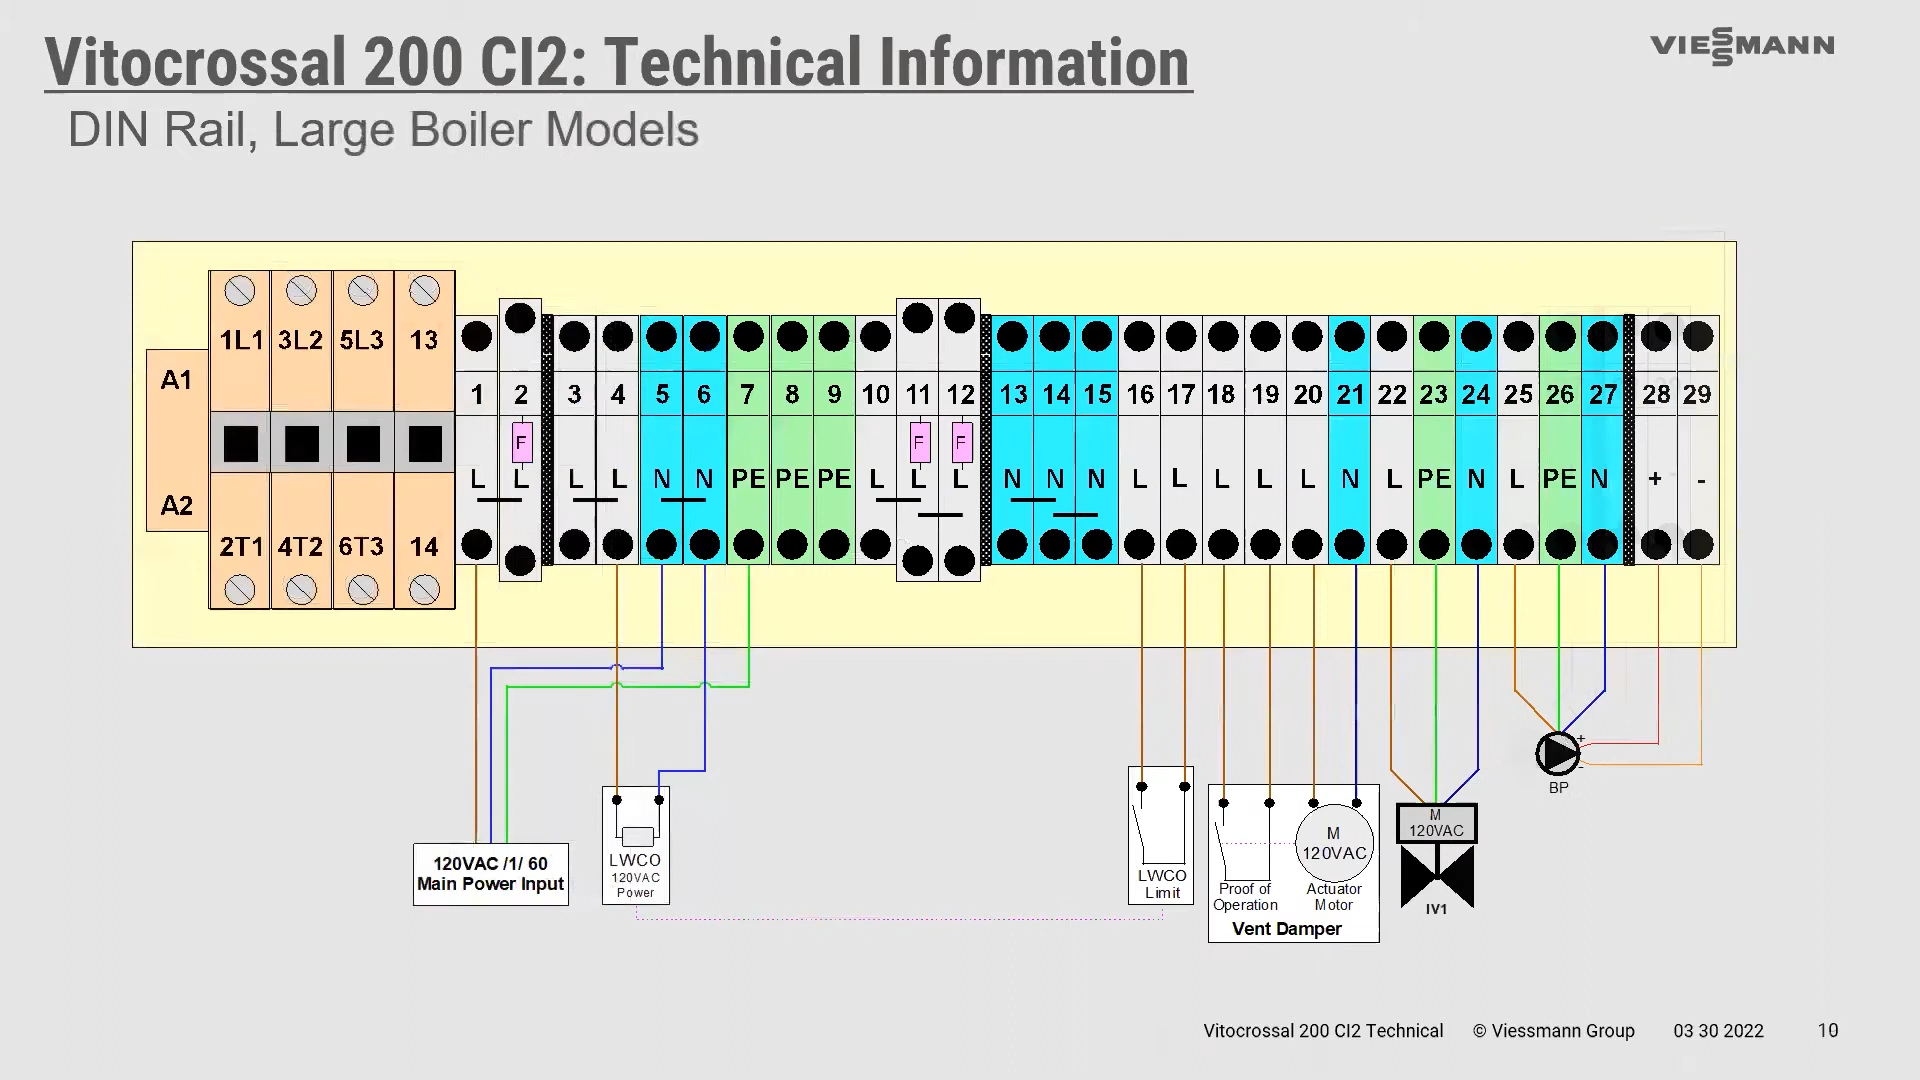 Vitocrossal 200 CI2: Technical Information
VIESSMANN
DIN Rail, Large Boiler Models
1L1 3L2 5L3 13
A1
1 2 3 4 5 6 7 8 9 10 11 12 13 14 15 16 17 18 19 20 21 22 23 24 25 26 27 28 29
F F F
L L L L N N PE PE PE L L L N N N L L L L L N L PE N L PE N + -
A2
2T1 4T2 6T3 14
+
-
BP
M
120VAC
M
120VAC
120VAC /1/ 60
Main Power Input
LWCO
120VAC
Power
LWCO
Limit
Proof of
Operation
Actuator
Motor
Vent Damper
IV1
Vitocrossal 200 CI2 Technical © Viessmann Group 03 30 2022 10